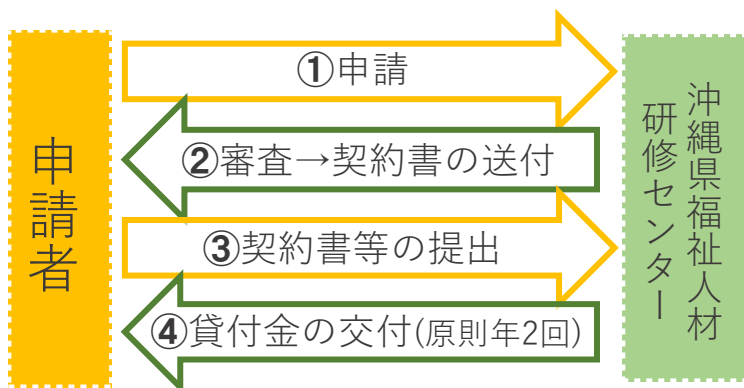 申請者
①申請
②審査→契約書の送付
③契約書等の提出
④貸付金の交付(原則年2回)
沖縄県福祉人材
研修センター